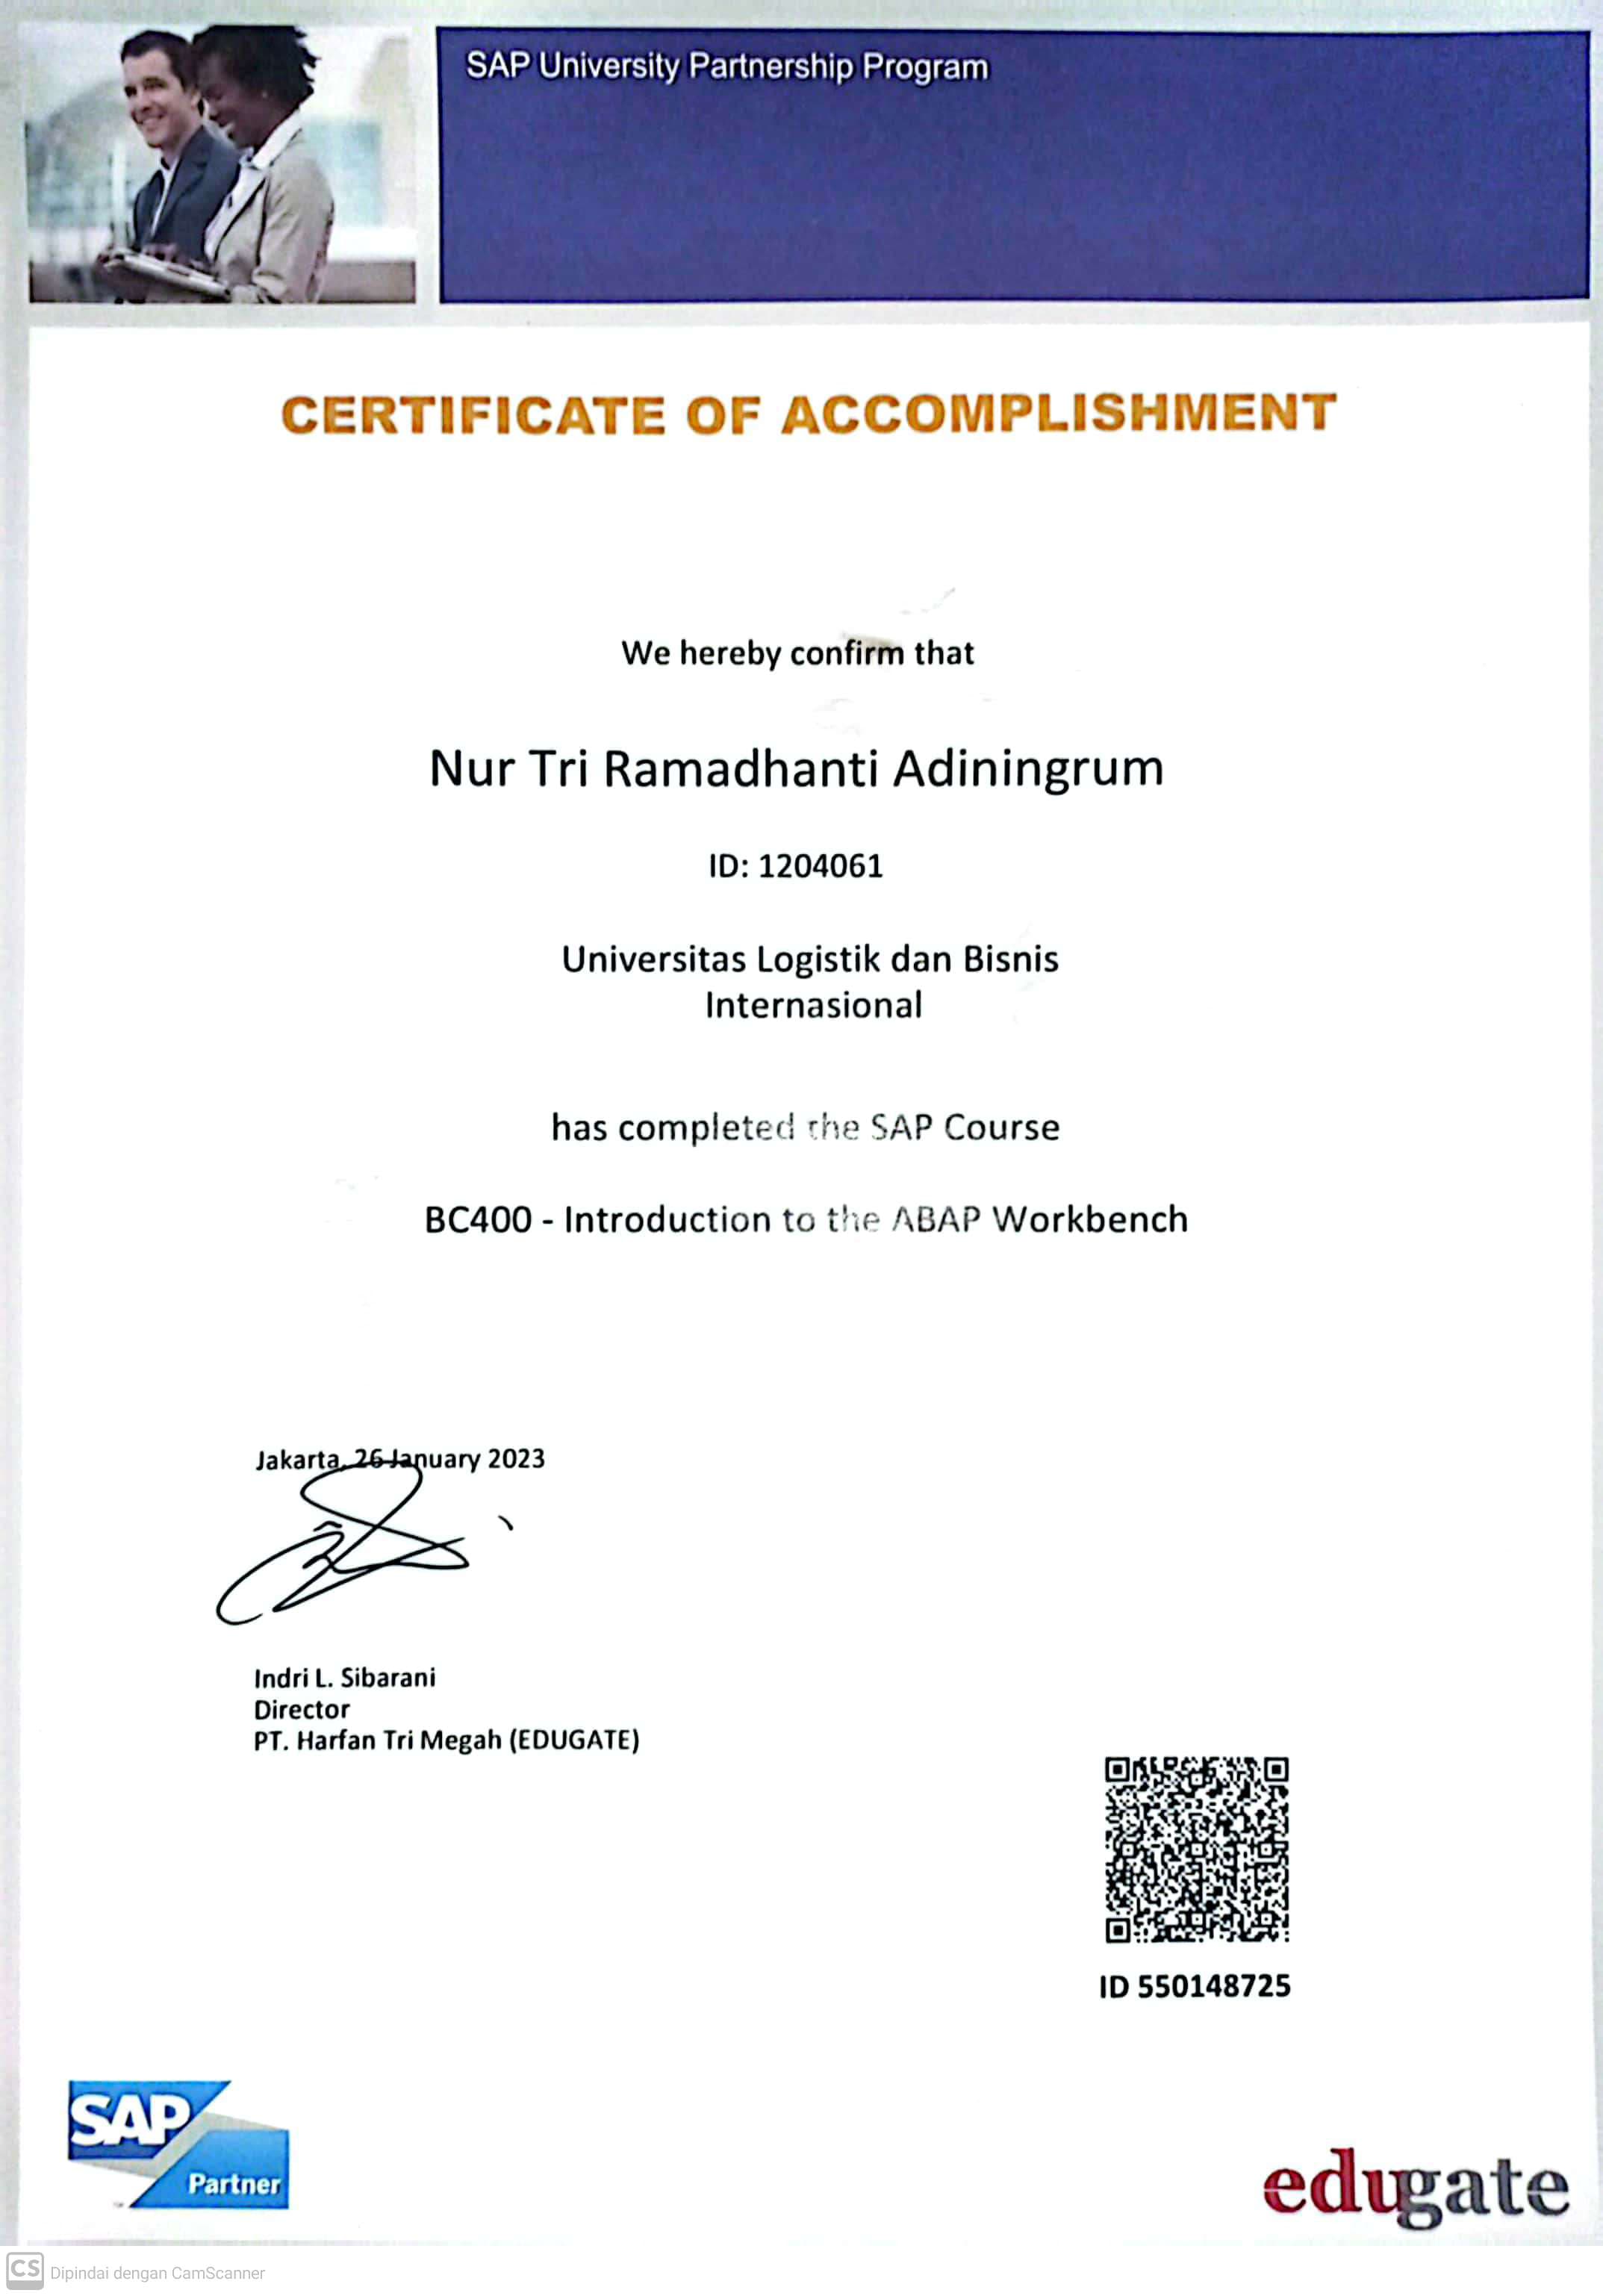 SAP University Partnership Program
CERTIFICATE OF ACCOMPLISHMENT
We hereby confirm that
Nur Tri Ramadhanti Adiningrum
ID: 1204061
Universitas Logistik dan Bisnis
Internasional
has completed the SAP Course
BC400 - Introduction to the ABAP Workbench
Jakarta, 26 January 2023
Indri L. Sibarani
Director
PT. Harfan Tri Megah (EDUGATE)
ID 550148725
SAP
Partner
edugate
CS Dipindai dengan CamScanner